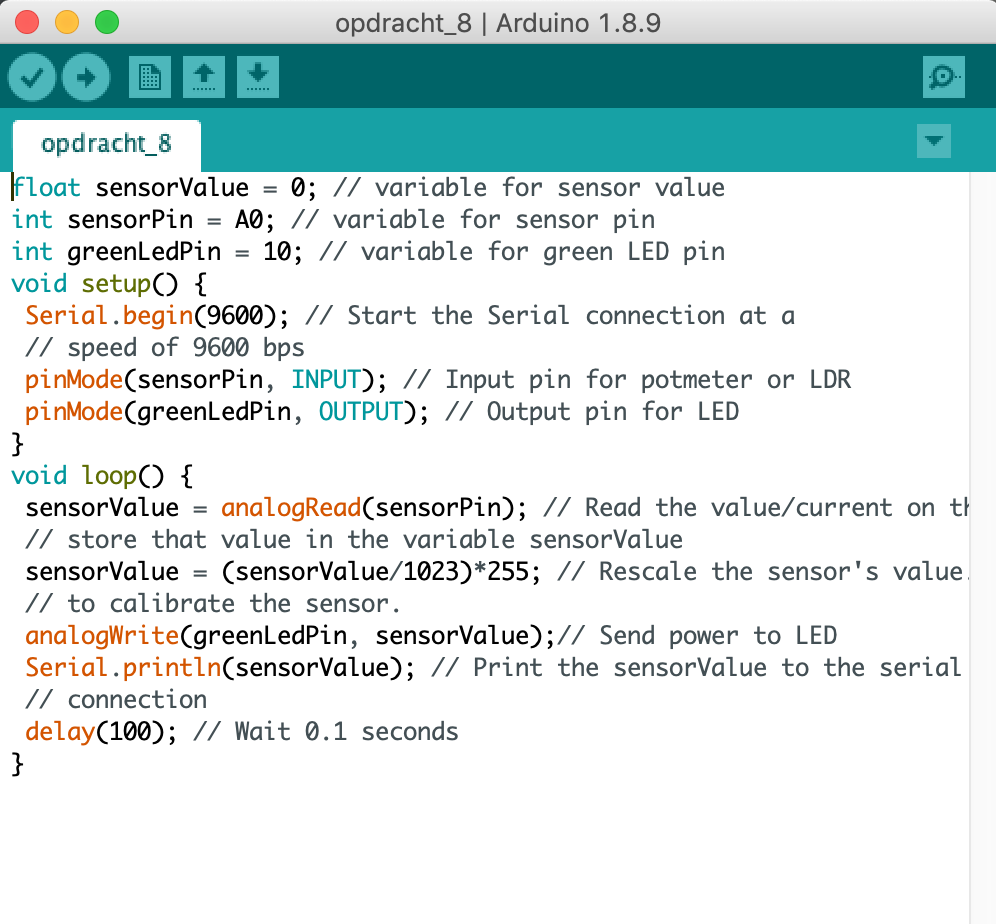 opdracht_8 | Arduino 1.8.9
opdracht_8
float sensorValue = 0; // variable for sensor value
int sensorPin = A0; // variable for sensor pin
int greenLedPin = 10; // variable for green LED pin
void setup() {
 Serial.begin(9600); // Start the Serial connection at a
 // speed of 9600 bps
 pinMode(sensorPin, INPUT); // Input pin for potmeter or LDR
 pinMode(greenLedPin, OUTPUT); // Output pin for LED
}
void loop() {
 sensorValue = analogRead(sensorPin); // Read the value/current on
 // store that value in the variable sensorValue
 sensorValue = (sensorValue/1023)*255; // Rescale the sensor's value.
 // to calibrate the sensor.
 analogWrite(greenLedPin, sensorValue);// Send power to LED
 Serial.println(sensorValue); // Print the sensorValue to the serial
 // connection
 delay(100); // Wait 0.1 seconds
}